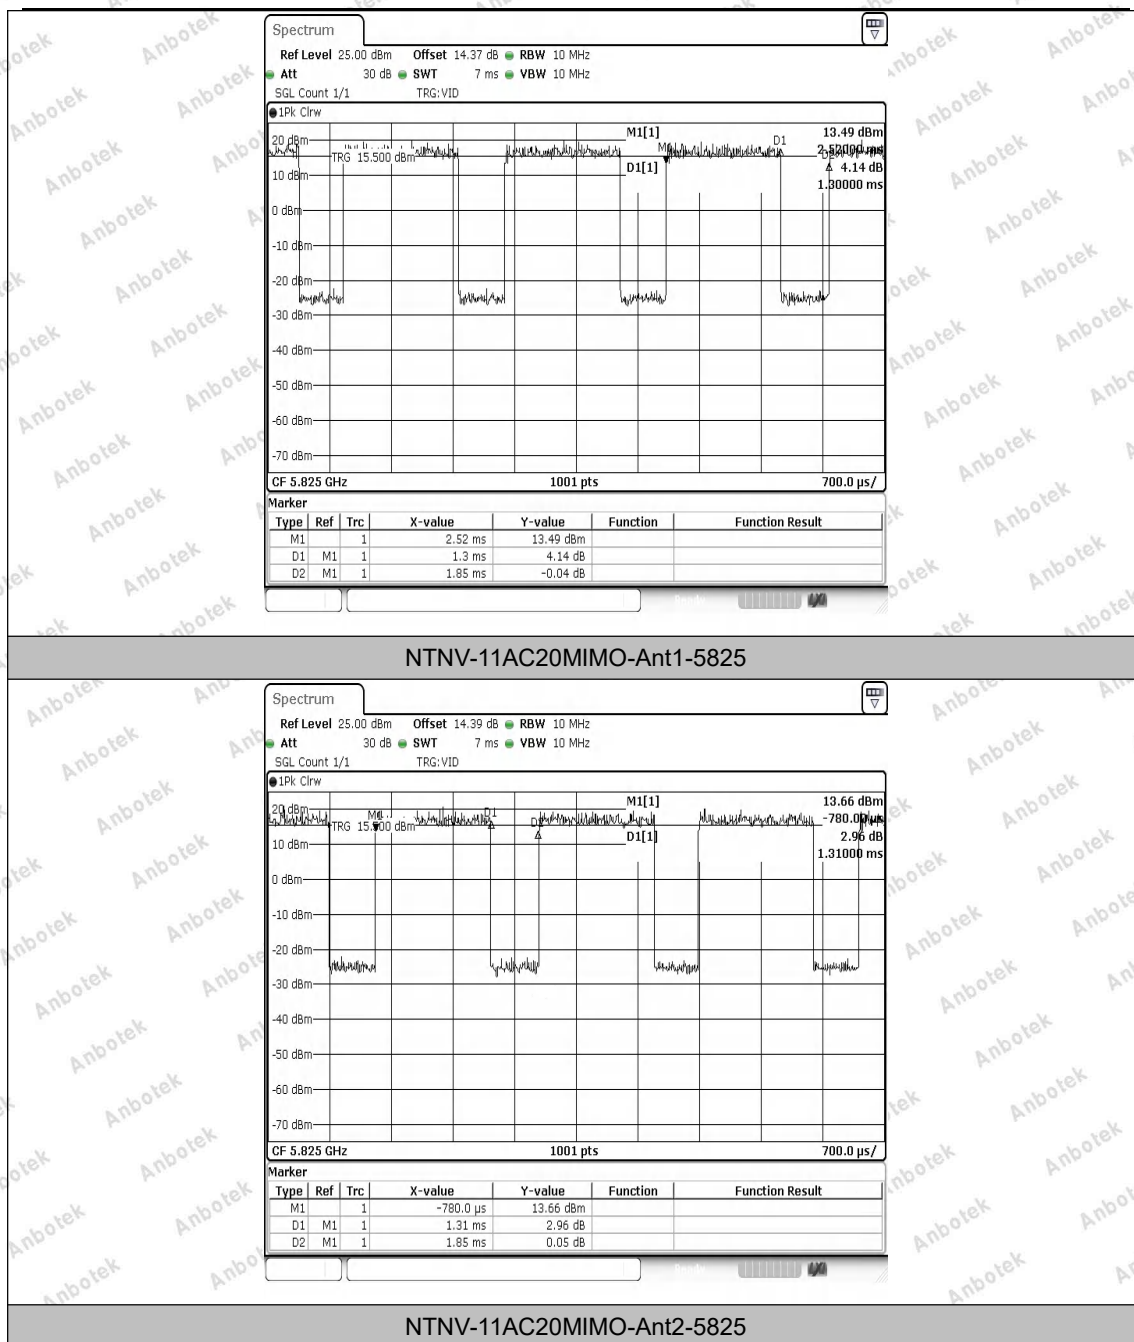 Spectrum
Ref Level 25.00 dBm Offset 14.37 dB RBW 10 MHz
Att 30 dB SWT 7 ms VBW 10 MHz
SGL Count 1/1 TRG:VID
1Pk Clrw
M1[1] 13.49 dBm
2.52000 ms
D1[1] 4.14 dB
1.30000 ms
20 dBm
TRG 15.500 dBm
D1
10 dBm
0 dBm
-10 dBm
-20 dBm
-30 dBm
-40 dBm
-50 dBm
-60 dBm
-70 dBm
CF 5.825 GHz 1001 pts 700.0 µs/
Marker
Type Ref Trc X-value Y-value Function Function Result
M1 1 2.52 ms 13.49 dBm
D1 M1 1 1.3 ms 4.14 dB
D2 M1 1 1.85 ms -0.04 dB
NTNV-11AC20MIMO-Ant1-5825
Spectrum
Ref Level 25.00 dBm Offset 14.39 dB RBW 10 MHz
Att 30 dB SWT 7 ms VBW 10 MHz
SGL Count 1/1 TRG:VID
1Pk Clrw
M1[1] 13.66 dBm
-780.00 µs
D1[1] 2.96 dB
1.31000 ms
20 dBm
M1
D1
TRG 15.500 dBm
10 dBm
0 dBm
-10 dBm
-20 dBm
-30 dBm
-40 dBm
-50 dBm
-60 dBm
-70 dBm
CF 5.825 GHz 1001 pts 700.0 µs/
Marker
Type Ref Trc X-value Y-value Function Function Result
M1 1 -780.0 µs 13.66 dBm
D1 M1 1 1.31 ms 2.96 dB
D2 M1 1 1.85 ms 0.05 dB
NTNV-11AC20MIMO-Ant2-5825
Anbotek